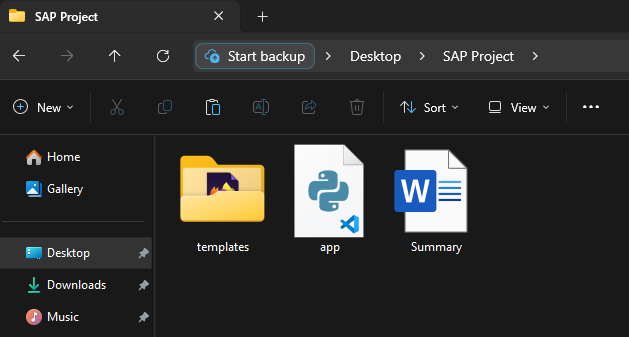 SAP Project
Start backup Desktop SAP Project
New Sort View
Home
Gallery
Desktop
Downloads
Music
templates app Summary
W